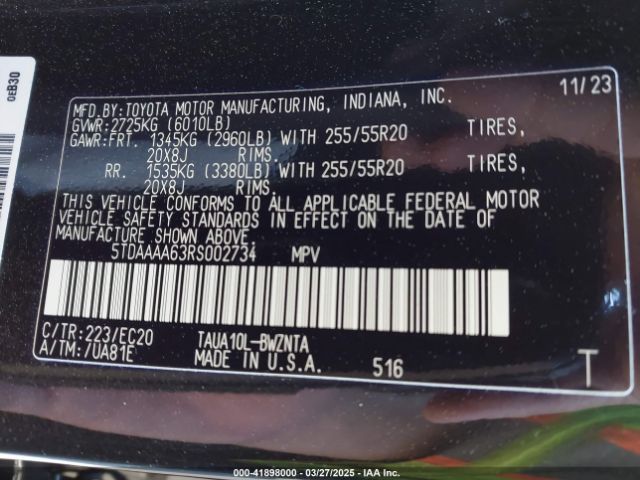 0EB30
11/23
MFD.BY:TOYOTA MOTOR MANUFACTURING, INDIANA, INC.
GVWR:2725KG (6010LB)
GAWR:FRT. 1345KG (2960LB) WITH 255/55R20 TIRES,
20X8J RIMS.
RR. 1535KG (3380LB) WITH 255/55R20 TIRES,
20X8J RIMS.
THIS VEHICLE CONFORMS TO ALL APPLICABLE FEDERAL MOTOR
VEHICLE SAFETY STANDARDS IN EFFECT ON THE DATE OF
MANUFACTURE SHOWN ABOVE.
5TDAAAA63RS002734 MPV
C/TR:223/EC20 TAUA10L-BWZNTA
A/TM:/UA81E MADE IN U.S.A. 516 T
000-41898000 — 03/27/2025 — IAAI.COM